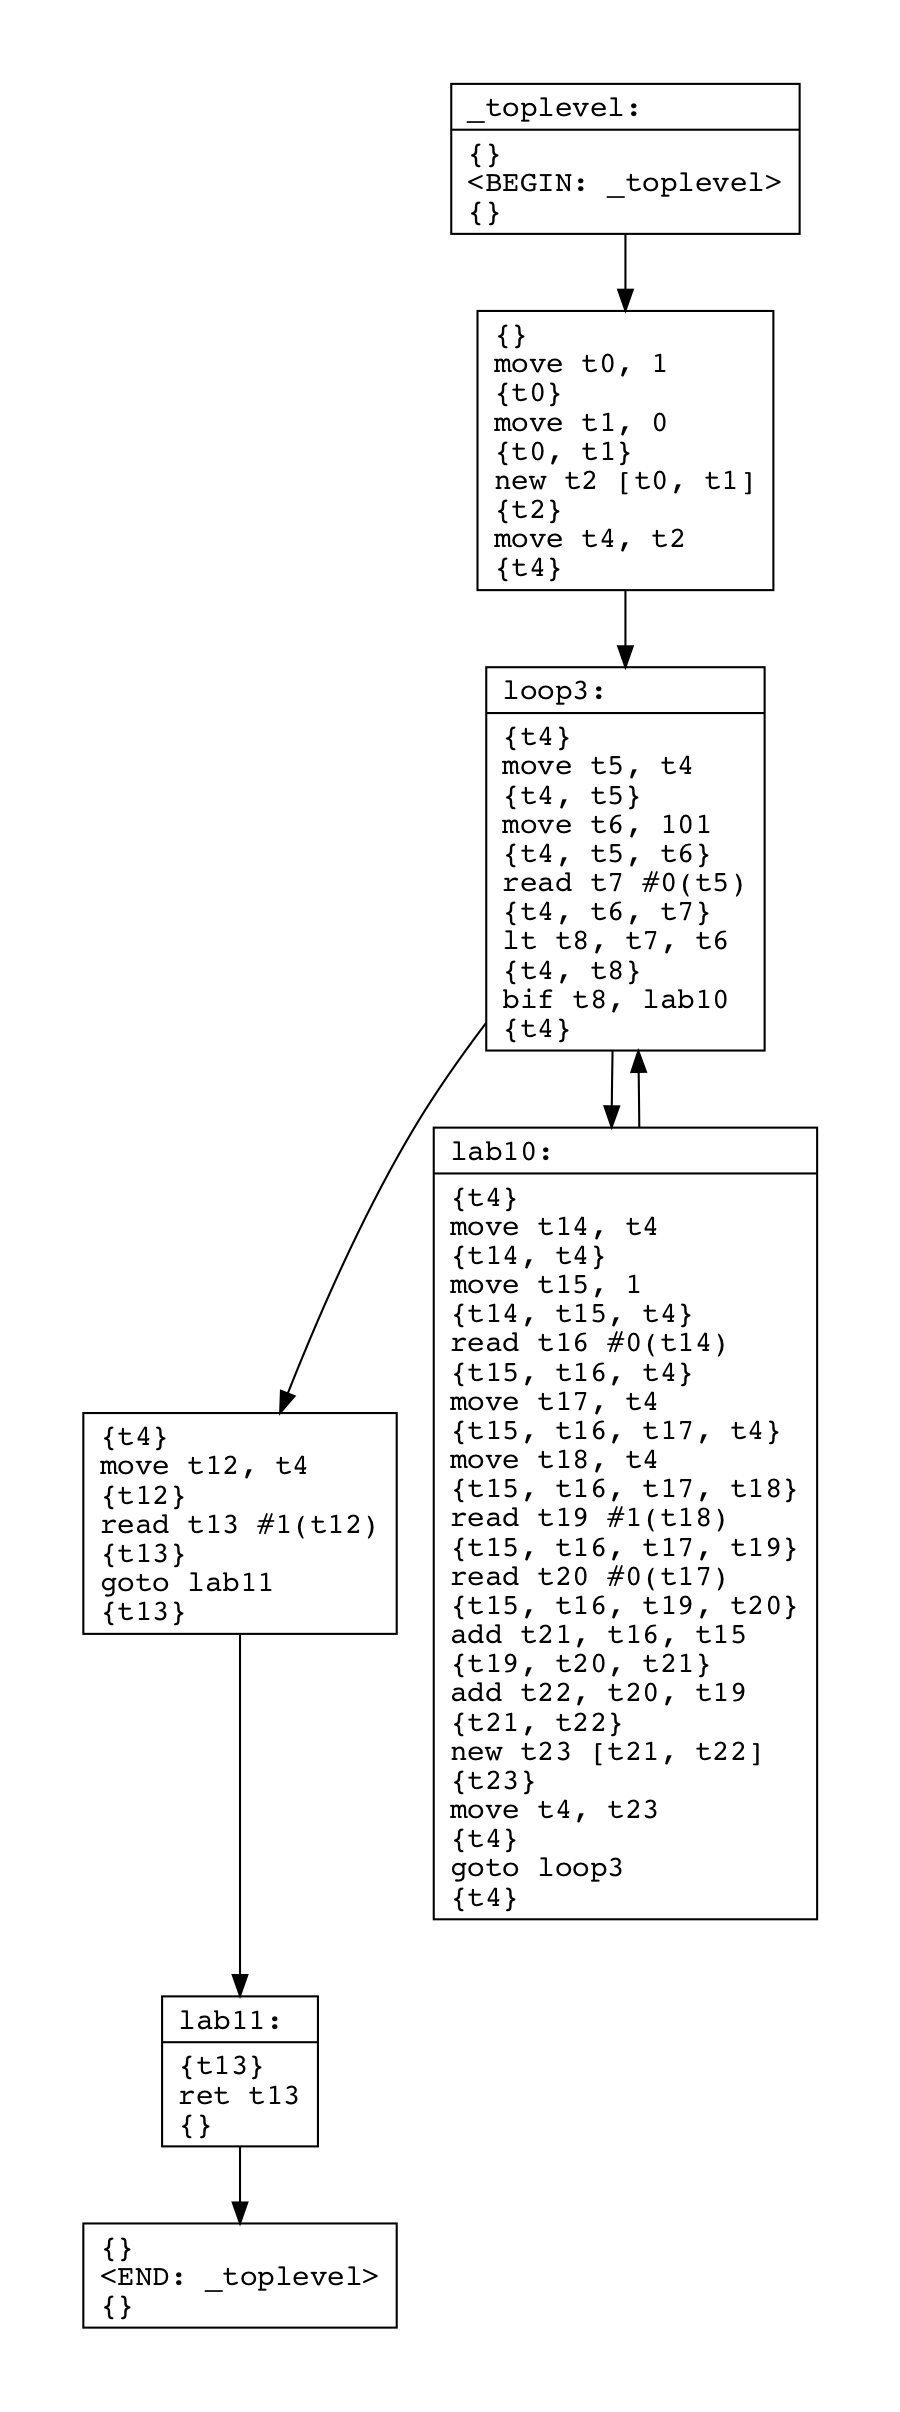 _toplevel:
{}
<BEGIN: _toplevel>
{}
{}
move t0, 1
{t0}
move t1, 0
{t0, t1}
new t2 [t0, t1]
{t2}
move t4, t2
{t4}
loop3:
{t4}
move t5, t4
{t4, t5}
move t6, 101
{t4, t5, t6}
read t7 #0(t5)
{t4, t6, t7}
lt t8, t7, t6
{t4, t8}
bif t8, lab10
{t4}
lab10:
{t4}
move t14, t4
{t14, t4}
move t15, 1
{t14, t15, t4}
read t16 #0(t14)
{t15, t16, t4}
move t17, t4
{t15, t16, t17, t4}
move t18, t4
{t15, t16, t17, t18}
read t19 #1(t18)
{t15, t16, t17, t19}
read t20 #0(t17)
{t15, t16, t19, t20}
add t21, t16, t15
{t19, t20, t21}
add t22, t20, t19
{t21, t22}
new t23 [t21, t22]
{t23}
move t4, t23
{t4}
goto loop3
{t4}
{t4}
move t12, t4
{t12}
read t13 #1(t12)
{t13}
goto lab11
{t13}
lab11:
{t13}
ret t13
{}
{}
<END: _toplevel>
{}